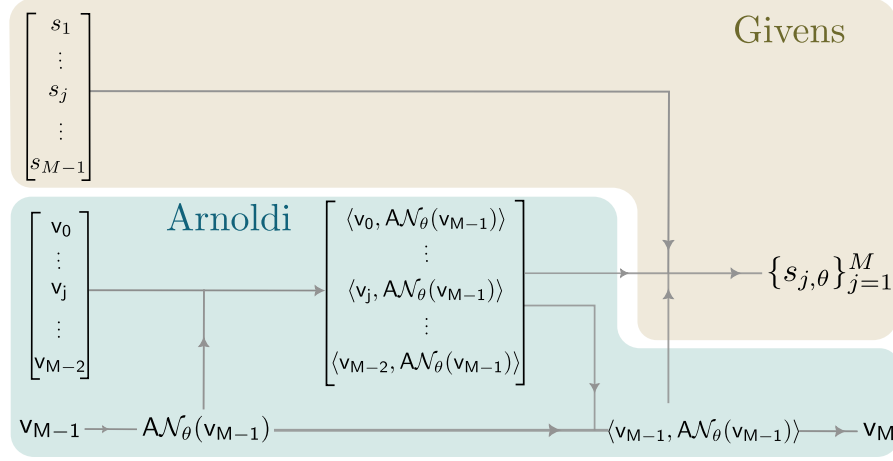 Givens
s_1
⋮
s_j
⋮
s_{M−1}
Arnoldi
v_0
⋮
v_j
⋮
v_{M−2}
⟨v_0, A𝒩_θ(v_{M−1})⟩
⋮
⟨v_j, A𝒩_θ(v_{M−1})⟩
⋮
⟨v_{M−2}, A𝒩_θ(v_{M−1})⟩
{s_{j,θ}}_{j=1}^{M}
v_{M−1}
A𝒩_θ(v_{M−1})
⟨v_{M−1}, A𝒩_θ(v_{M−1})⟩
v_M